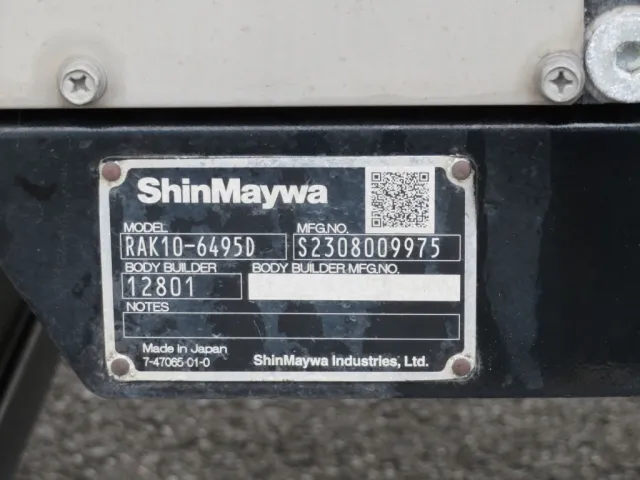 ShinMaywa
MODEL MFG.NO.
RAK10-6495D S2308009975
BODY BUILDER BODY BUILDER MFG.NO.
12801
NOTES
Made in Japan
7-47065-01-0 ShinMaywa Industries, Ltd.